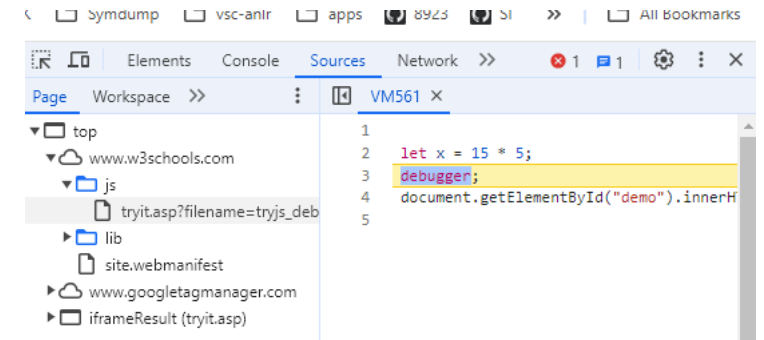 Symdump vsc-anlr apps 8923 SI » All Bookmarks
Elements Console Sources Network » 1 1
Page Workspace » VM561 ×
top
www.w3schools.com
js
tryit.asp?filename=tryjs_deb
lib
site.webmanifest
www.googletagmanager.com
iframeResult (tryit.asp)
1
2 let x = 15 * 5;
3 debugger;
4 document.getElementById("demo").innerH
5